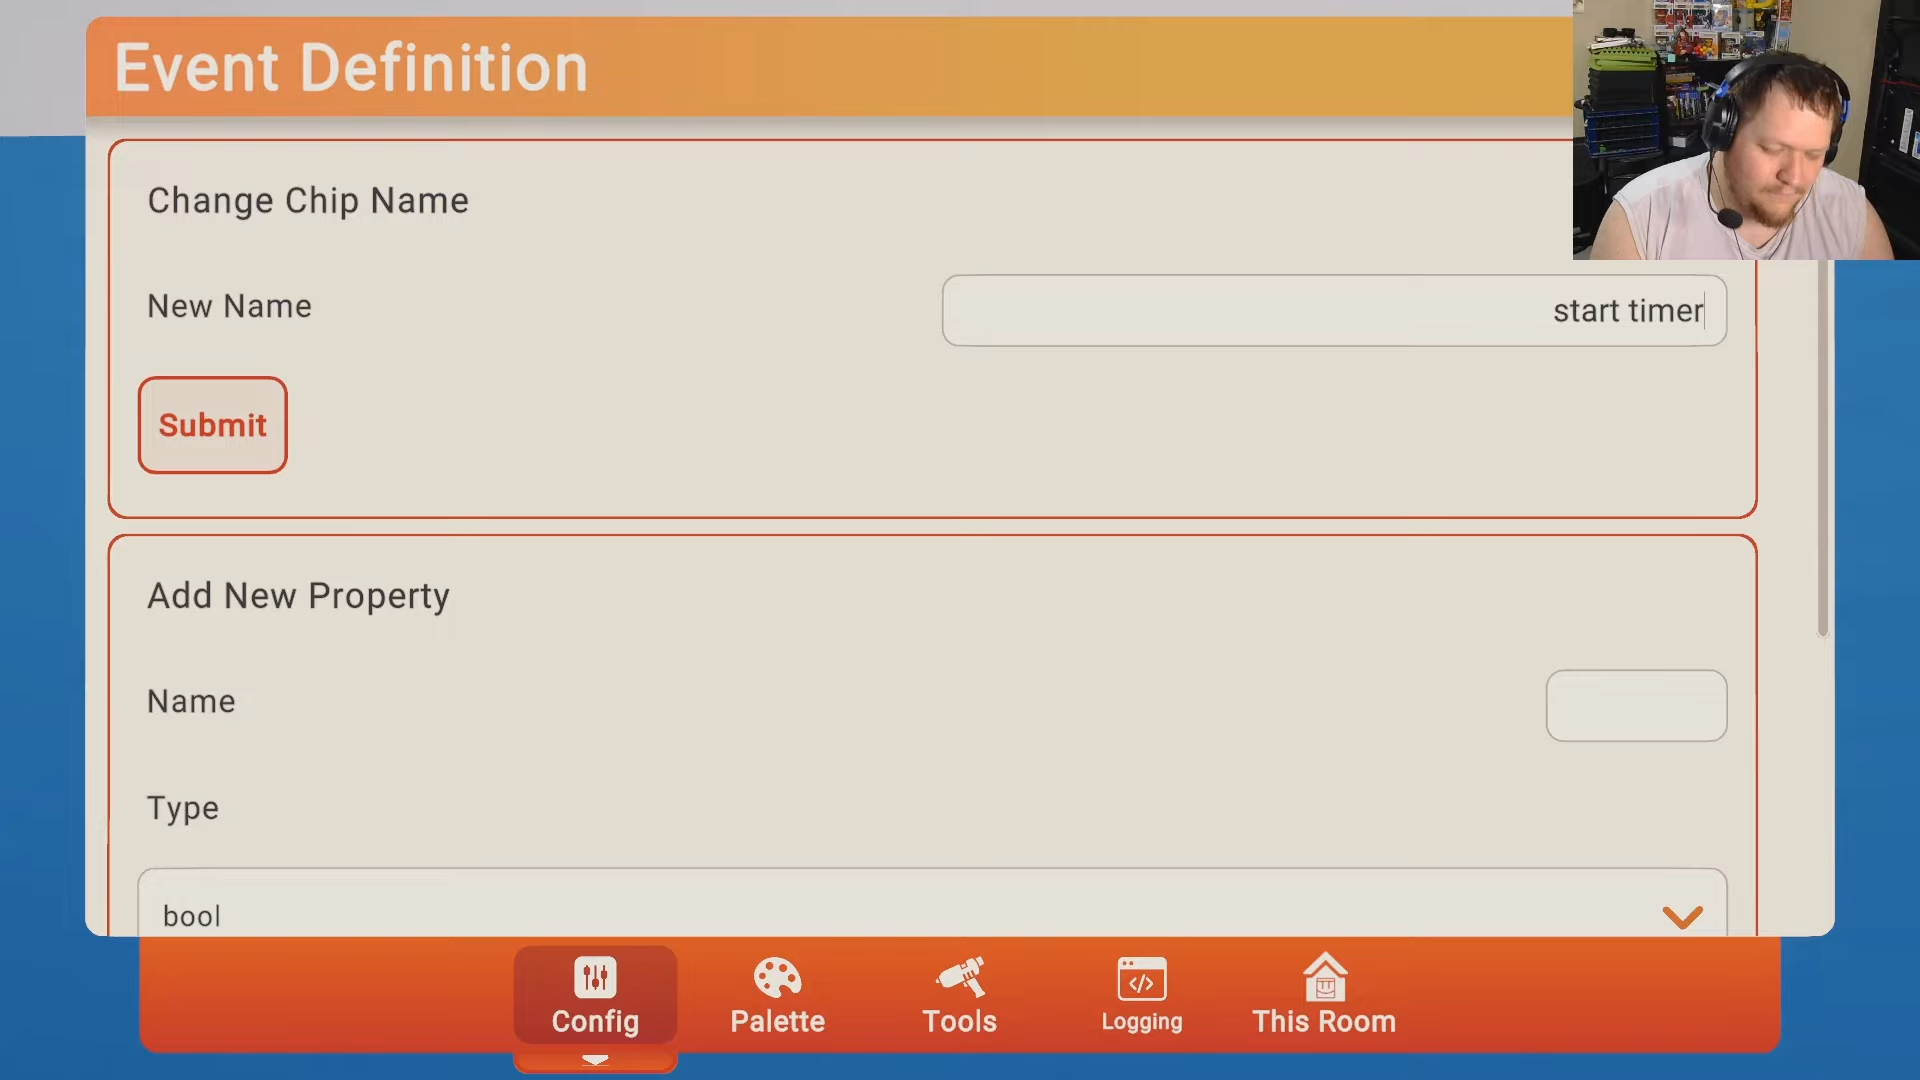 Event Definition
Change Chip Name
New Name
start timer
Submit
Add New Property
Name
Type
bool
Config
Palette
Tools
Logging
This Room